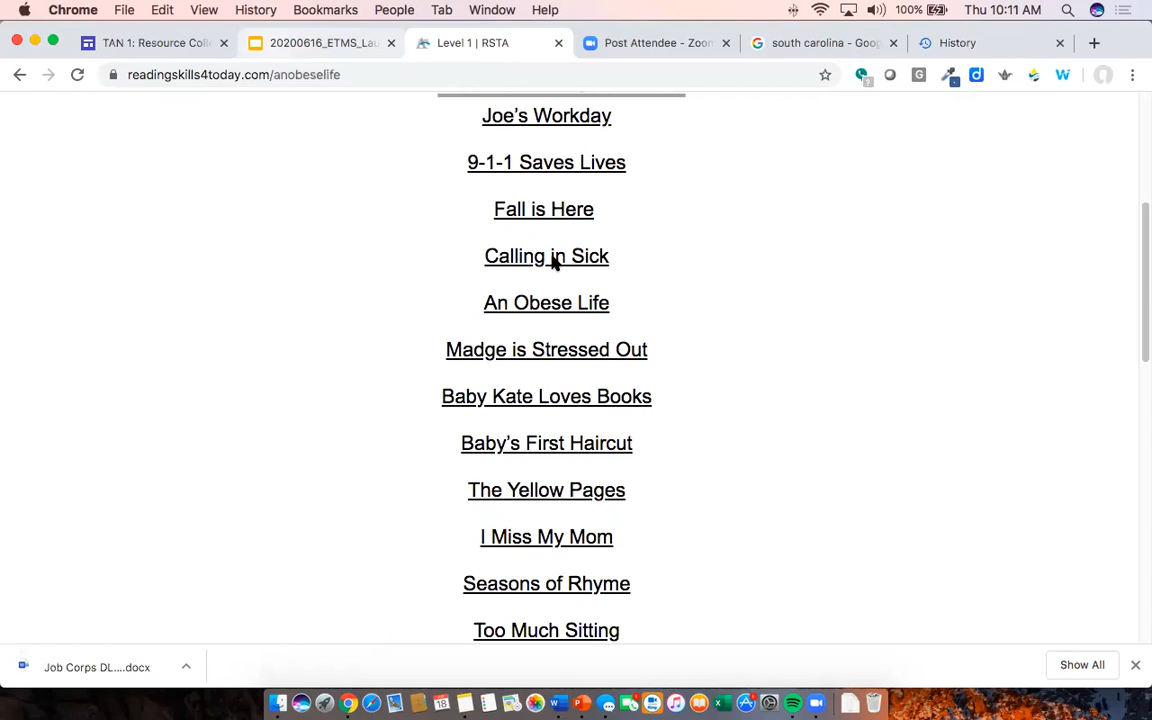 Chrome File Edit View History Bookmarks People Tab Window Help 100% Thu 10:11 AM
TAN 1: Resource Coll 20200616_ETMS_Lau Level 1 | RSTA Post Attendee - Zoom south carolina - Goog History
readingskills4today.com/anobeselife
Joe's Workday
9-1-1 Saves Lives
Fall is Here
Calling in Sick
An Obese Life
Madge is Stressed Out
Baby Kate Loves Books
Baby's First Haircut
The Yellow Pages
I Miss My Mom
Seasons of Rhyme
Too Much Sitting
Job Corps DL....docx Show All